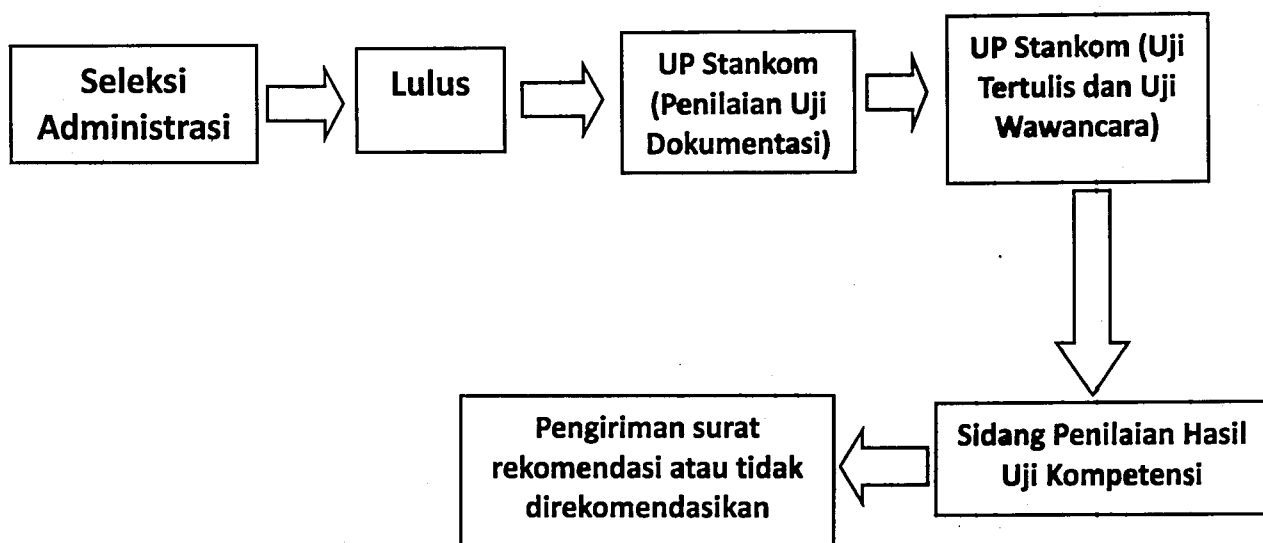 Seleksi
Administrasi
Lulus
UP Stankom
(Penilaian Uji
Dokumentasi)
UP Stankom (Uji
Tertulis dan Uji
Wawancara)
Sidang Penilaian Hasil
Uji Kompetensi
Pengiriman surat
rekomendasi atau tidak
direkomendasikan